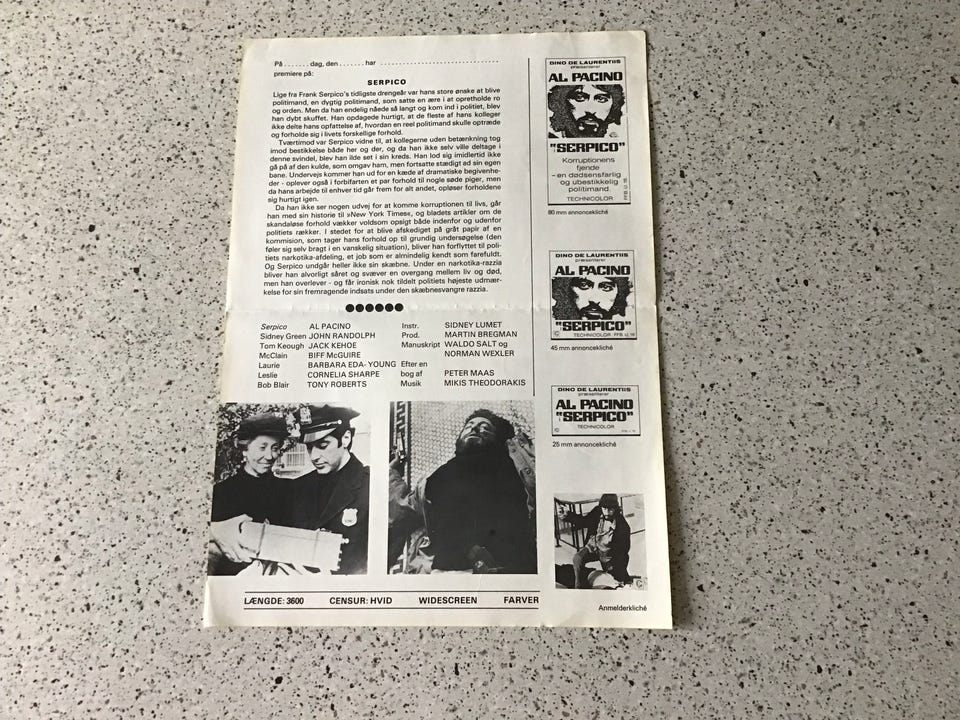 På ....... dag, den ....... har ..............................
premiere på:
SERPICO
Lige fra Frank Serpico's tidligste drengeår var hans store ønske at blive
politimand, en dygtig politimand, som satte en ære i at opretholde ro
og orden. Men da han endelig nåede så langt og kom ind i politiet, blev
han dybt skuffet. Han opdagede hurtigt, at de fleste af hans kolleger
ikke delte hans opfattelse af, hvordan en reel politimand skulle optræde
og forholde sig i livets forskellige forhold.
Tværtimod var Serpico vidne til, at kollegerne uden betænkning tog
imod bestikkelse både her og der, og da han ikke selv ville deltage i
denne svindel, blev han ilde set i sin kreds. Han lod sig imidlertid ikke
gå på af den kulde, som omgav ham, men fortsatte stædigt ad sin egen
bane. Undervejs kommer han ud for en kæde af dramatiske begivenhe-
der - oplever også i forbifarten et par forhold til nogle søde piger, men
da hans arbejde til enhver tid går frem for alt andet, opløser forholdene
sig hurtigt igen.
Da han ikke ser nogen udvej for at komme korruptionen til livs, går
han med sin historie til »New York Times«, og bladets artikler om de
skandaløse forhold vækker voldsom opsigt både indenfor og udenfor
politiets rækker. I stedet for at blive afskediget på gråt papir af en
kommision, som tager hans forhold op til grundig undersøgelse (den
føler sig selv bragt i en vanskelig situation), bliver han forflyttet til poli-
tiets narkotika-afdeling, et job som er almindelig kendt som farefuldt.
Og Serpico undgår heller ikke sin skæbne. Under en narkotika-razzia
bliver han alvorligt såret og svæver en overgang mellem liv og død,
men han overlever - og får ironisk nok tildelt politiets højeste udmær-
kelse for sin fremragende indsats under den skæbnesvangre razzia.
Serpico AL PACINO
Sidney Green JOHN RANDOLPH
Tom Keough JACK KEHOE
McClain BIFF McGUIRE
Laurie BARBARA EDA-YOUNG
Leslie CORNELIA SHARPE
Bob Blair TONY ROBERTS
Instr. SIDNEY LUMET
Prod. MARTIN BREGMAN
Manuskript WALDO SALT og
NORMAN WEXLER
Efter en
bog af PETER MAAS
Musik MIKIS THEODORAKIS
LÆNGDE: 3600 CENSUR: HVID WIDESCREEN FARVER
DINO DE LAURENTIIS
præsenterer
AL PACINO
"SERPICO"
Korruptionens
fjende
- en dødsensfarlig
og ubestikkelig
politimand.
TECHNICOLOR
FFB. U. 16
80 mm annoncekliché
DINO DE LAURENTIIS
præsenterer
AL PACINO
"SERPICO"
TECHNICOLOR FFB. U. 16
45 mm annoncekliché
DINO DE LAURENTIIS
præsenterer
AL PACINO
"SERPICO"
TECHNICOLOR
25 mm annoncekliché
Anmelderkliché